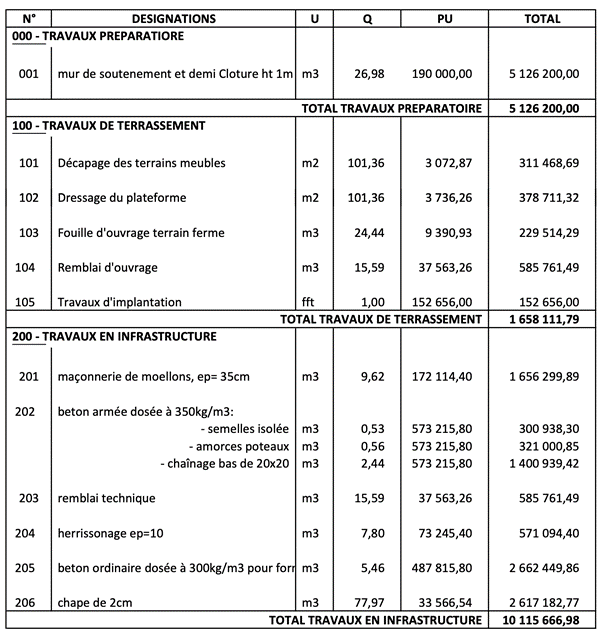 N° DESIGNATIONS U Q PU TOTAL
000 - TRAVAUX PREPARATIORE
001 mur de soutenement et demi Cloture ht 1m m3 26,98 190 000,00 5 126 200,00
TOTAL TRAVAUX PREPARATOIRE 5 126 200,00
100 - TRAVAUX DE TERRASSEMENT
101 Décapage des terrains meubles m2 101,36 3 072,87 311 468,69
102 Dressage du plateforme m2 101,36 3 736,26 378 711,32
103 Fouille d'ouvrage terrain ferme m3 24,44 9 390,93 229 514,29
104 Remblai d'ouvrage m3 15,59 37 563,26 585 761,49
105 Travaux d'implantation fft 1,00 152 656,00 152 656,00
TOTAL TRAVAUX DE TERRASSEMENT 1 658 111,79
200 - TRAVAUX EN INFRASTRUCTURE
201 maçonnerie de moellons, ep= 35cm m3 9,62 172 114,40 1 656 299,89
202 beton armée dosée à 350kg/m3:
- semelles isolée m3 0,53 573 215,80 300 938,30
- amorces poteaux m3 0,56 573 215,80 321 000,85
- chaînage bas de 20x20 m3 2,44 573 215,80 1 400 939,42
203 remblai technique m3 15,59 37 563,26 585 761,49
204 herrissonage ep=10 m3 7,80 73 245,40 571 094,40
205 beton ordinaire dosée à 300kg/m3 pour forr m3 5,46 487 815,80 2 662 449,86
206 chape de 2cm m3 77,97 33 566,54 2 617 182,77
TOTAL TRAVAUX EN INFRASTRUCTURE 10 115 666,98